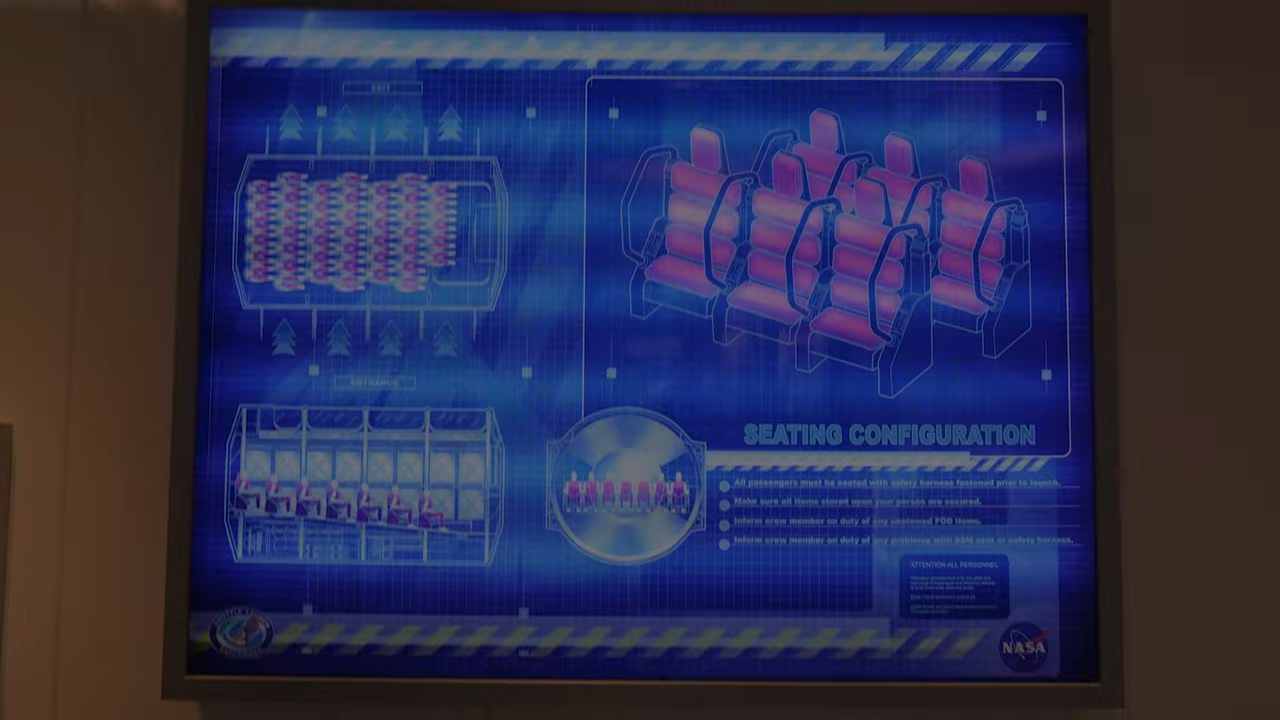 EXIT
ENTRANCE
SEATING CONFIGURATION
All passengers must be seated with safety harness fastened prior to launch.
Make sure all items stored upon your person are secured.
Inform crew member on duty of any unstowed FOD items.
Inform crew member on duty of any problems with SSM seat or safety harness.
ATTENTION ALL PERSONNEL
NASA